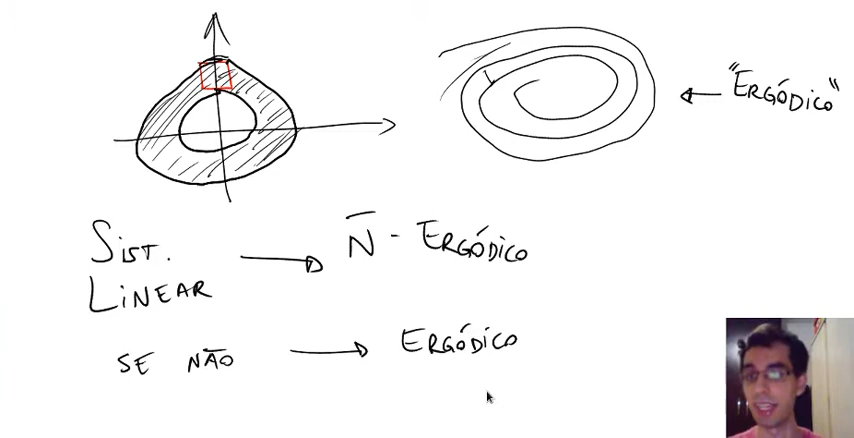 "ERGÓDICO"
SIST.
LINEAR
N̄ - ERGÓDICO
SE NÃO
ERGÓDICO